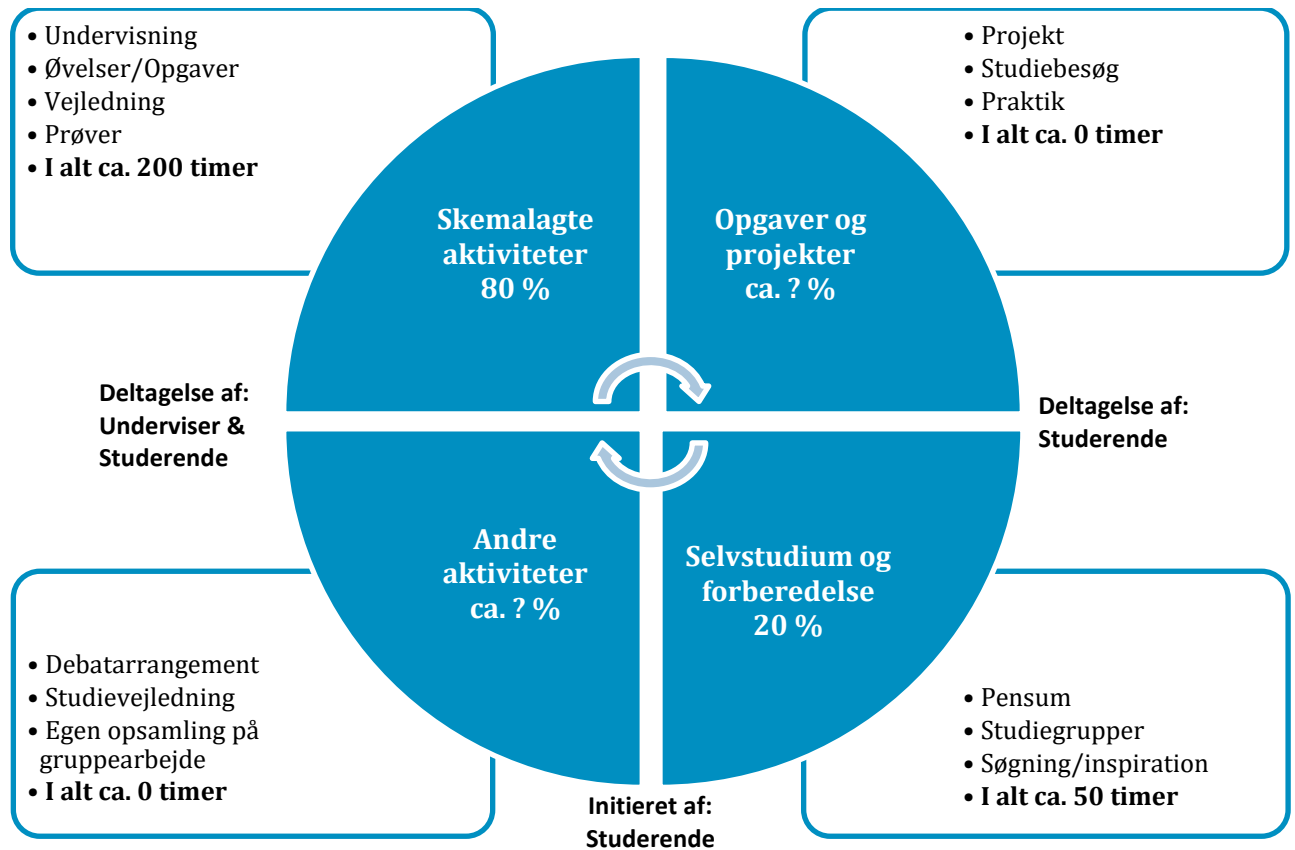 • Undervisning
• Øvelser/Opgaver
• Vejledning
• Prøver
• I alt ca. 200 timer
• Projekt
• Studiebesøg
• Praktik
• I alt ca. 0 timer
Skemalagte
aktiviteter
80 %
Opgaver og
projekter
ca. ? %
Deltagelse af:
Underviser &
Studerende
Deltagelse af:
Studerende
Andre
aktiviteter
ca. ? %
Selvstudium og
forberedelse
20 %
• Debatarrangement
• Studievejledning
• Egen opsamling på
gruppearbejde
• I alt ca. 0 timer
• Pensum
• Studiegrupper
• Søgning/inspiration
• I alt ca. 50 timer
Initieret af:
Studerende